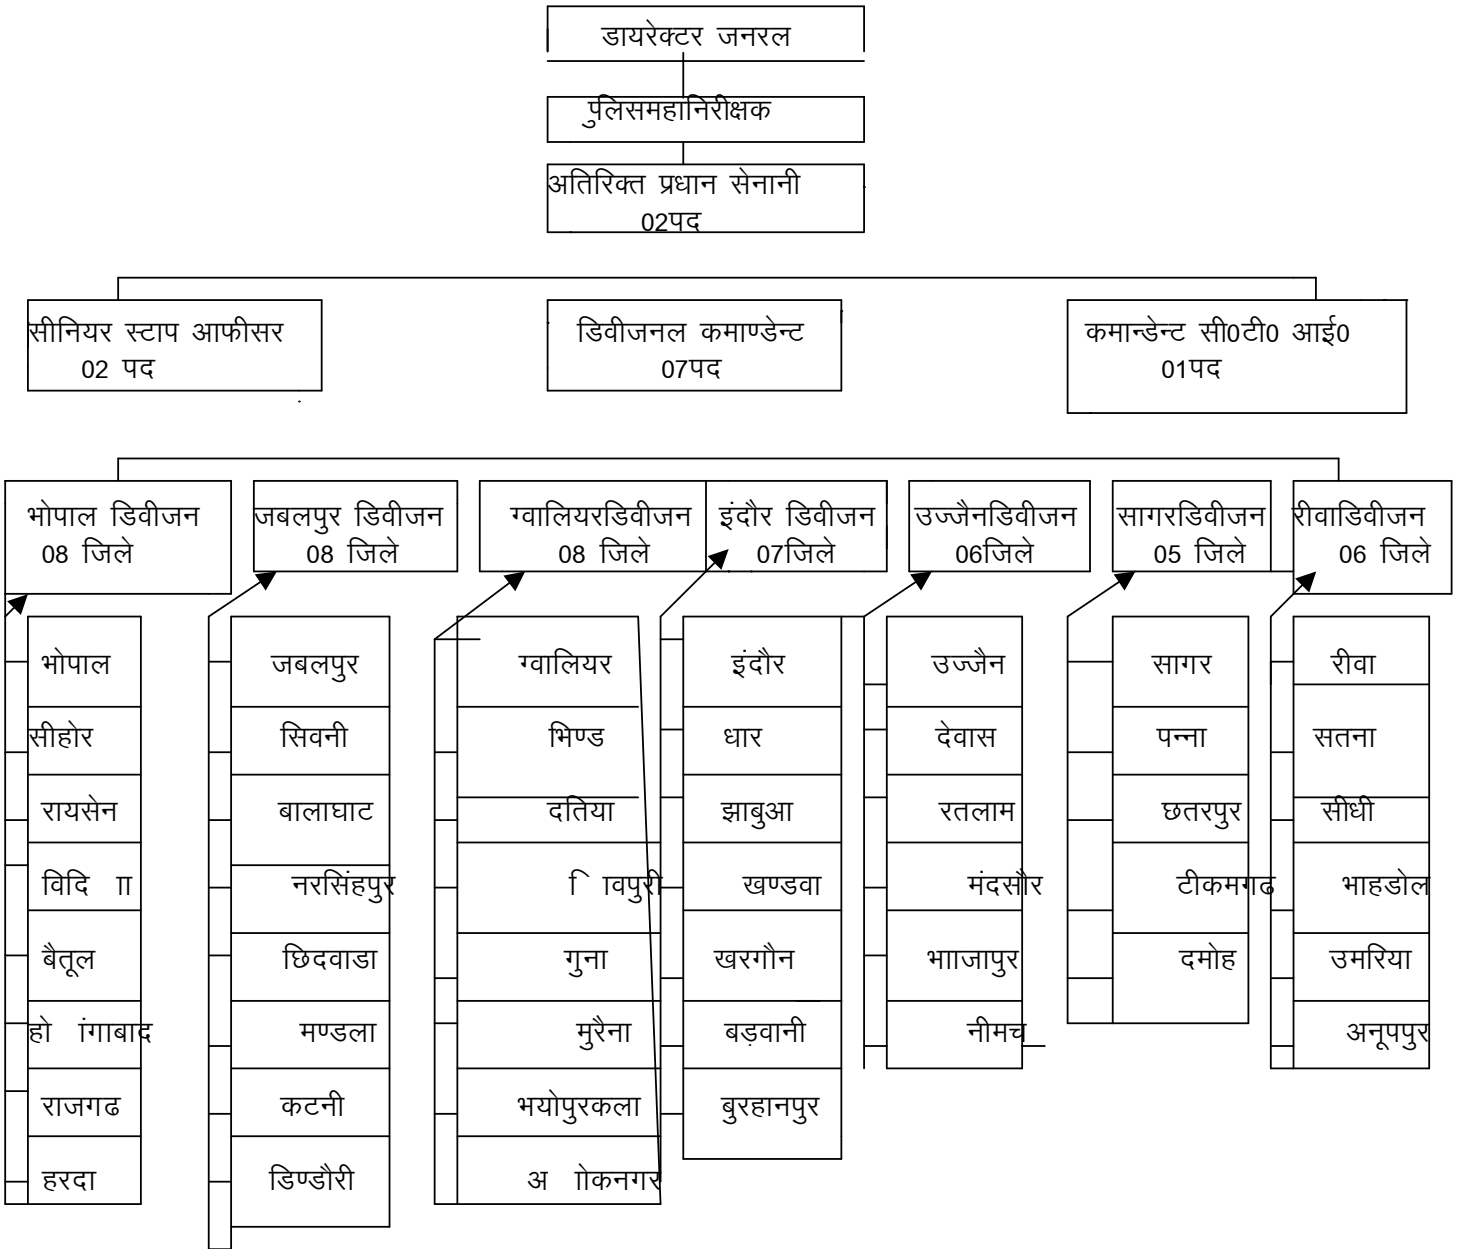 डायरेक्टर जनरल
पुलिसमहानिरीक्षक
अतिरिक्त प्रधान सेनानी
02पद
सीनियर स्टाप आफीसर
02 पद
डिवीजनल कमाण्डेन्ट
07पद
कमान्डेन्ट सी0टी0 आई0
01पद
भोपाल डिवीजन
08 जिले
जबलपुर डिवीजन
08 जिले
ग्वालियरडिवीजन
08 जिले
इंदौर डिवीजन
07जिले
उज्जैनडिवीजन
06जिले
सागरडिवीजन
05 जिले
रीवाडिवीजन
06 जिले
भोपाल
सीहोर
रायसेन
विदि ाा
बैतूल
हो ांगाबाद
राजगढ
हरदा
जबलपुर
सिवनी
बालाघाट
नरसिंहपुर
छिदवाडा
मण्डला
कटनी
डिण्डौरी
ग्वालियर
भिण्ड
दतिया
ि ावपुरी
गुना
मुरैना
भयोपुरकला
अ ाोकनगर
इंदौर
धार
झाबुआ
खण्डवा
खरगौन
बड़वानी
बुरहानपुर
उज्जैन
देवास
रतलाम
मंदसौर
भााजापुर
नीमच
सागर
पन्ना
छतरपुर
टीकमगढ
दमोह
रीवा
सतना
सीधी
भाहडोल
उमरिया
अनूपपुर